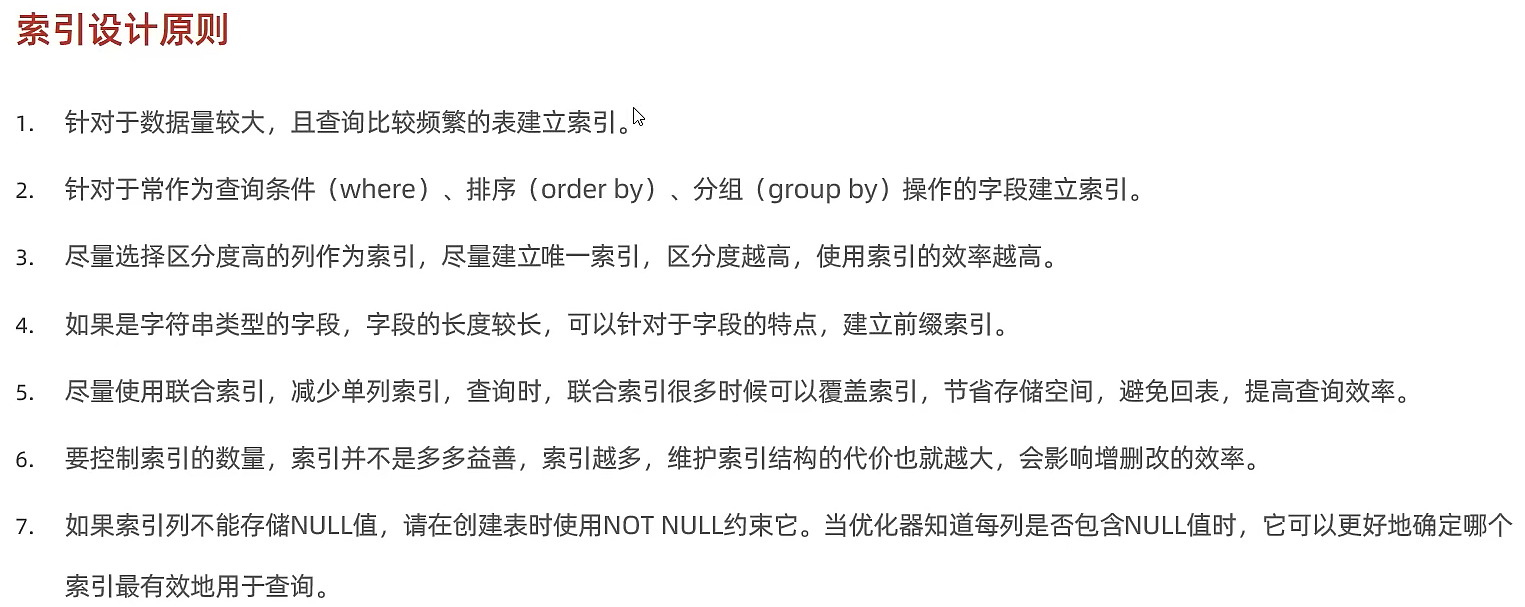 索引设计原则
1. 针对于数据量较大，且查询比较频繁的表建立索引。
2. 针对于常作为查询条件（where）、排序（order by）、分组（group by）操作的字段建立索引。
3. 尽量选择区分度高的列作为索引，尽量建立唯一索引，区分度越高，使用索引的效率越高。
4. 如果是字符串类型的字段，字段的长度较长，可以针对于字段的特点，建立前缀索引。
5. 尽量使用联合索引，减少单列索引，查询时，联合索引很多时候可以覆盖索引，节省存储空间，避免回表，提高查询效率。
6. 要控制索引的数量，索引并不是多多益善，索引越多，维护索引结构的代价也就越大，会影响增删改的效率。
7. 如果索引列不能存储NULL值，请在创建表时使用NOT NULL约束它。当优化器知道每列是否包含NULL值时，它可以更好地确定哪个
索引最有效地用于查询。